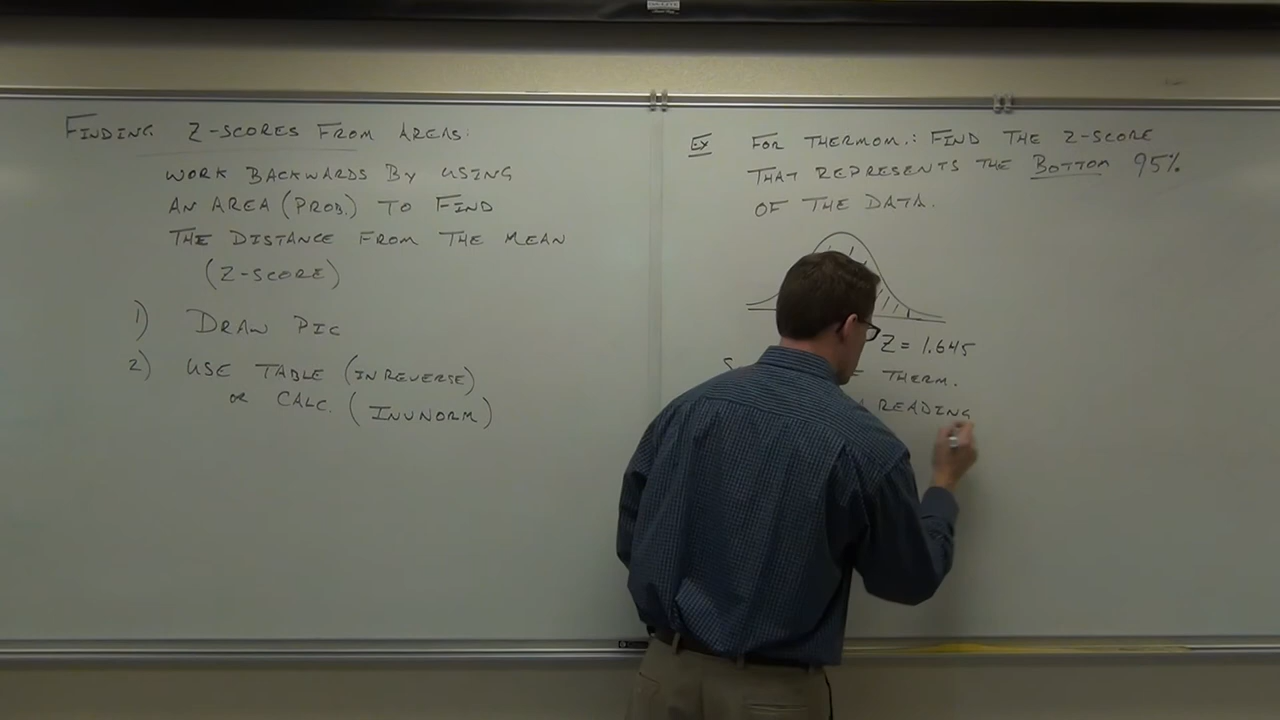 FINDING Z-SCORES FROM AREAS:
WORK BACKWARDS BY USING
AN AREA (PROB.) TO FIND
THE DISTANCE FROM THE MEAN
(Z-SCORE)
1) DRAW PIC
2) USE TABLE (IN REVERSE)
OR CALC. (INVNORM)
EX FOR THERMOM.: FIND THE Z-SCORE
THAT REPRESENTS THE BOTTOM 95%
OF THE DATA.
Z = 1.645
THERM.
READING